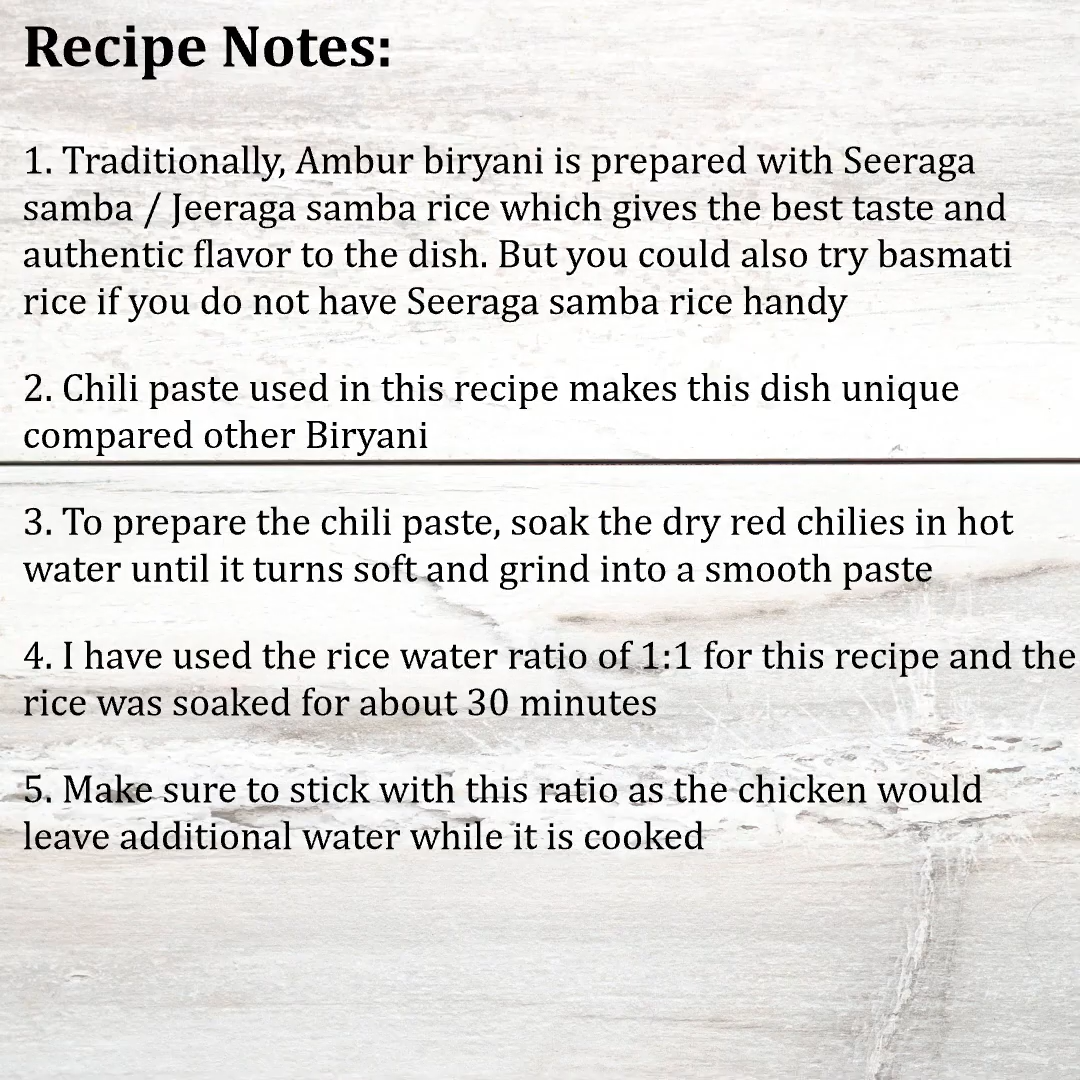 Recipe Notes:
1. Traditionally, Ambur biryani is prepared with Seeraga
samba / Jeeraga samba rice which gives the best taste and
authentic flavor to the dish. But you could also try basmati
rice if you do not have Seeraga samba rice handy
2. Chili paste used in this recipe makes this dish unique
compared other Biryani
3. To prepare the chili paste, soak the dry red chilies in hot
water until it turns soft and grind into a smooth paste
4. I have used the rice water ratio of 1:1 for this recipe and the
rice was soaked for about 30 minutes
5. Make sure to stick with this ratio as the chicken would
leave additional water while it is cooked